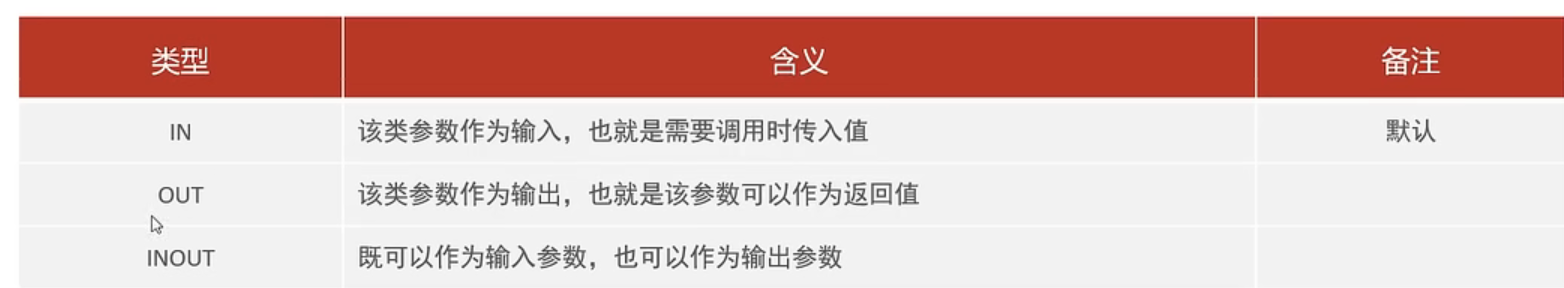 类型 含义 备注
IN 该类参数作为输入，也就是需要调用时传入值 默认
OUT 该类参数作为输出，也就是该参数可以作为返回值
INOUT 既可以作为输入参数，也可以作为输出参数